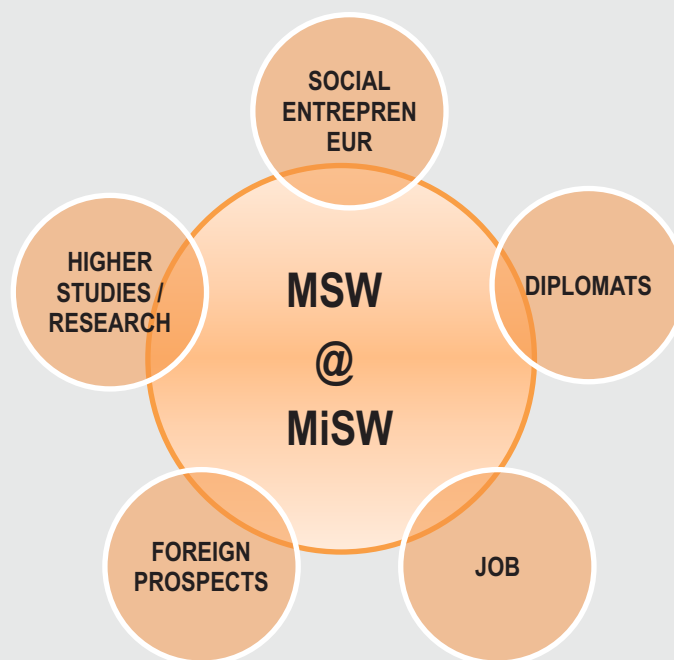 SOCIAL
ENTREPREN
EUR
HIGHER
STUDIES /
RESEARCH
MSW
@
MiSW
DIPLOMATS
FOREIGN
PROSPECTS
JOB